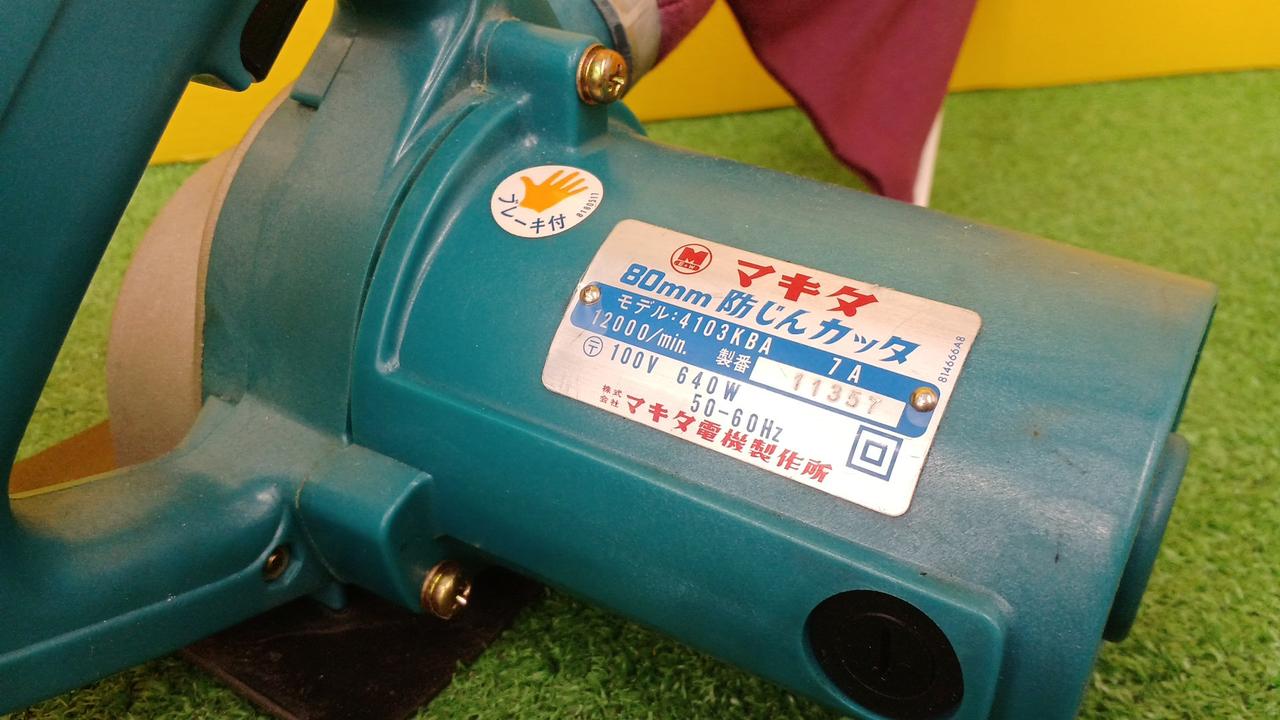 ブレーキ付
818051
マキタ
80mm 防じんカッタ
モデル:4103KBA 7A
12000/min. 製番 11357
〒 100V 640W
50-60Hz
株式会社 マキタ電機製作所
814666A8